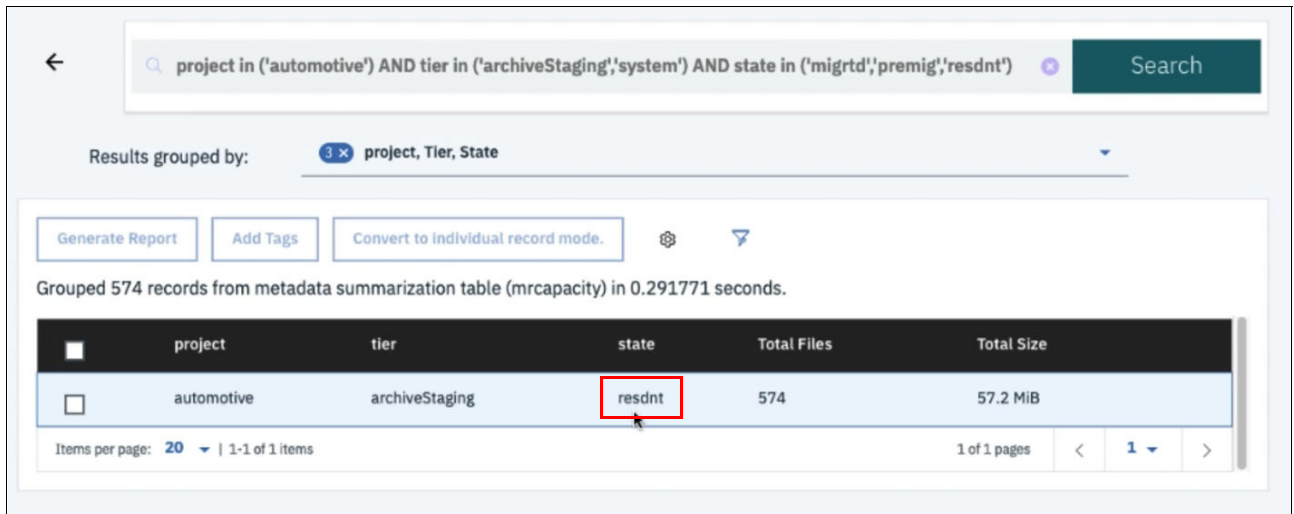 project in ('automotive') AND tier in ('archiveStaging','system') AND state in ('migrtd','premig','resdnt')
Search
Results grouped by:
3 × project, Tier, State
Generate Report
Add Tags
Convert to individual record mode.
Grouped 574 records from metadata summarization table (mrcapacity) in 0.291771 seconds.
project tier state Total Files Total Size
automotive archiveStaging resdnt 574 57.2 MiB
Items per page: 20 | 1-1 of 1 items 1 of 1 pages 1